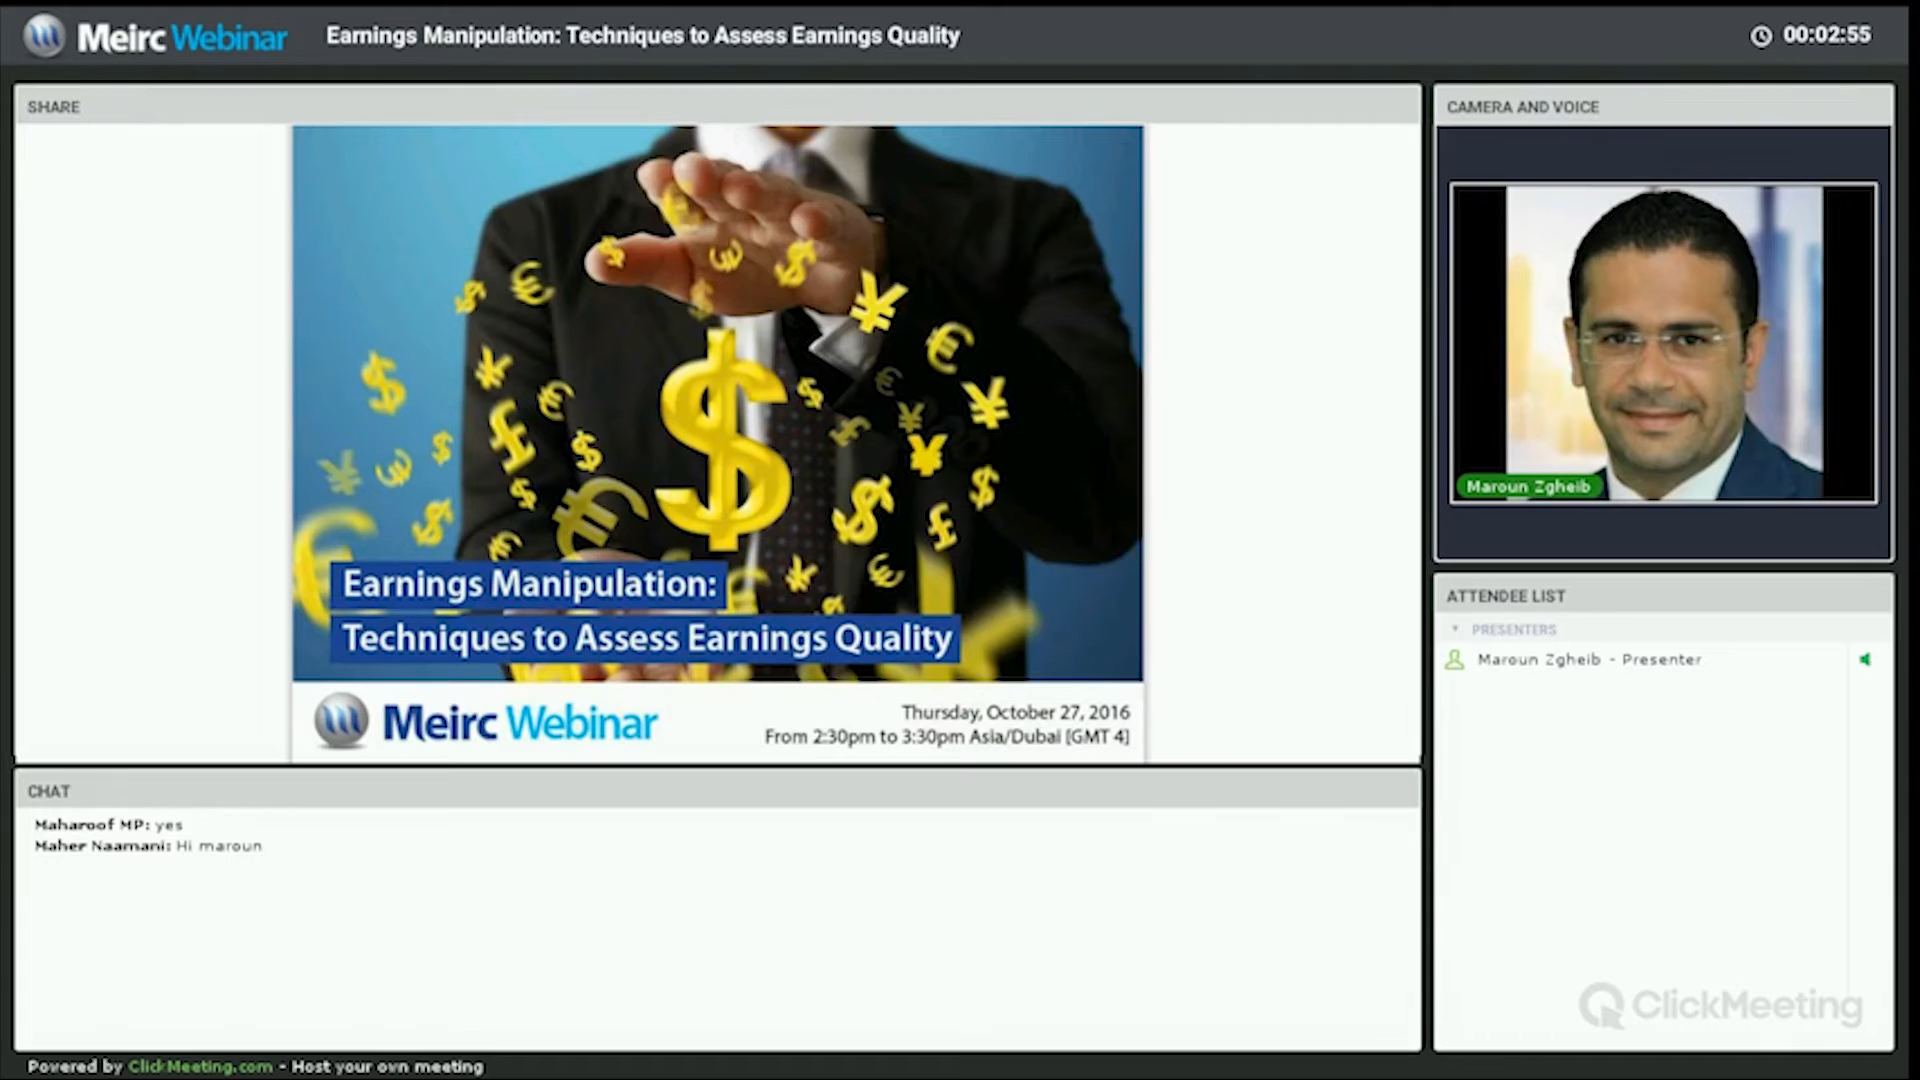 Meirc Webinar
Earnings Manipulation: Techniques to Assess Earnings Quality
00:02:55
SHARE
Earnings Manipulation:
Techniques to Assess Earnings Quality
Meirc Webinar
Thursday, October 27, 2016
From 2:30pm to 3:30pm Asia/Dubai [GMT 4]
CAMERA AND VOICE
Maroun Zgheib
ATTENDEE LIST
PRESENTERS
Maroun Zgheib - Presenter
CHAT
Maharoof MP: yes
Maher Naamani: Hi maroun
ClickMeeting
Powered by ClickMeeting.com - Host your own meeting